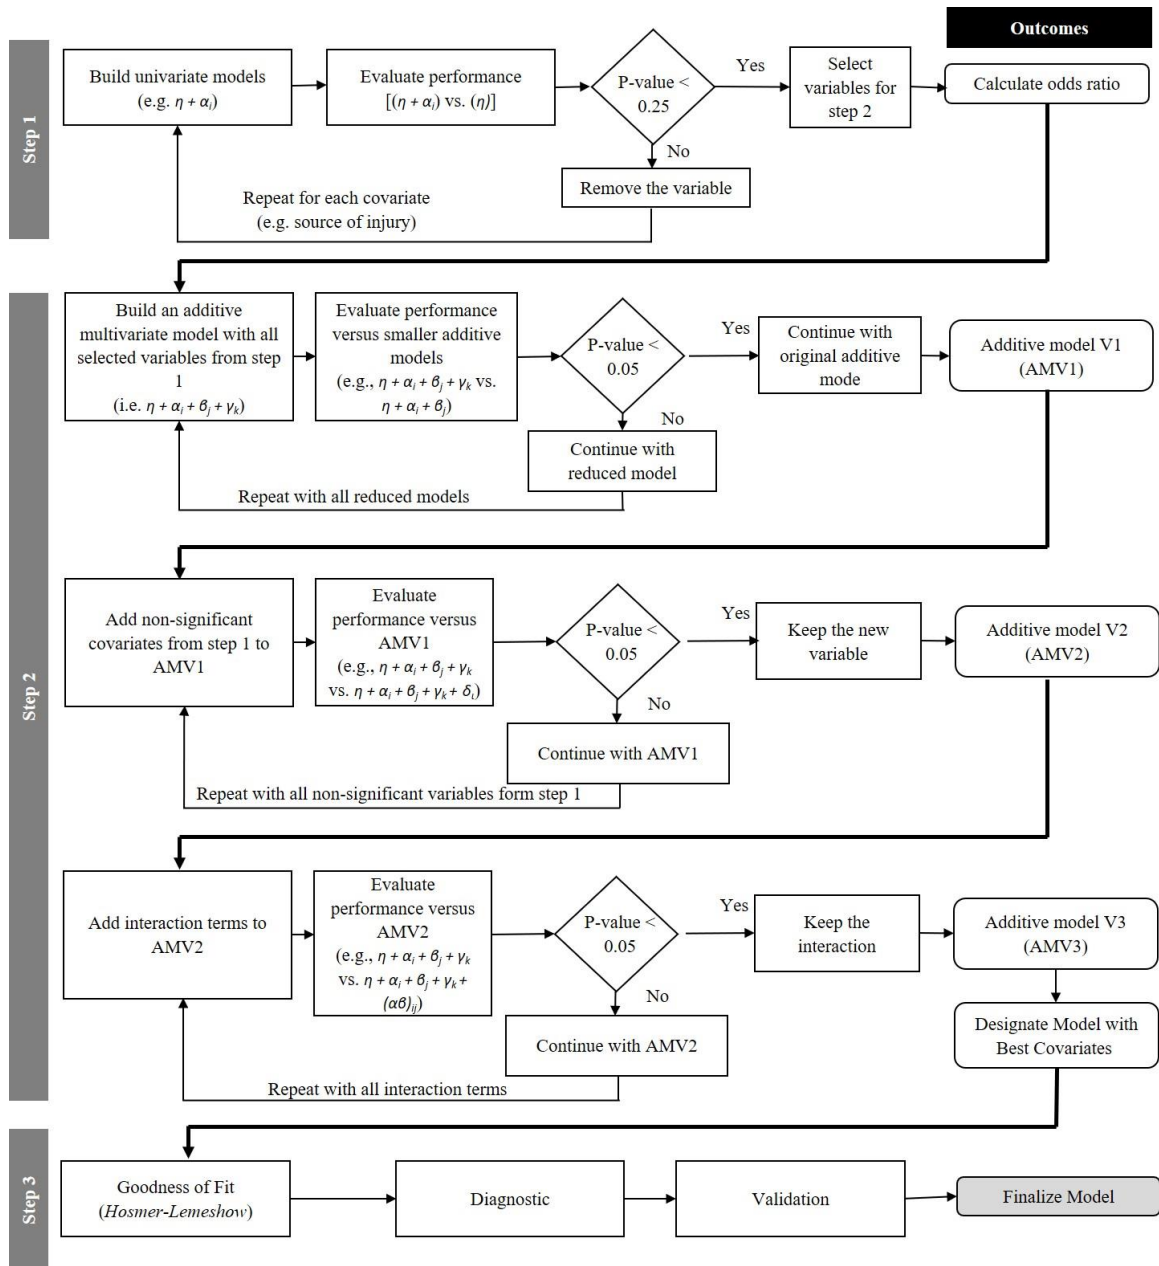 Outcomes
Step 1
Build univariate models
(e.g. η + αi)
Evaluate performance
[(η + αi) vs. (η)]
P-value <
0.25
Yes
Select
variables for
step 2
Calculate odds ratio
No
Remove the variable
Repeat for each covariate
(e.g. source of injury)
Step 2
Build an additive
multivariate model with all
selected variables from step
1
(i.e. η + αi + βj + γk)
Evaluate performance
versus smaller additive
models
(e.g., η + αi + βj + γk vs.
η + αi + βj)
P-value <
0.05
Yes
Continue with
original additive
mode
Additive model V1
(AMV1)
No
Continue with
reduced model
Repeat with all reduced models
Add non-significant
covariates from step 1 to
AMV1
Evaluate
performance versus
AMV1
(e.g., η + αi + βj + γk
vs. η + αi + βj + γk + δι)
P-value <
0.05
Yes
Keep the new
variable
Additive model V2
(AMV2)
No
Continue with AMV1
Repeat with all non-significant variables form step 1
Add interaction terms to
AMV2
Evaluate
performance versus
AMV2
(e.g., η + αi + βj + γk
vs. η + αi + βj + γk +
(αβ)ij)
P-value <
0.05
Yes
Keep the
interaction
Additive model V3
(AMV3)
No
Continue with AMV2
Designate Model with
Best Covariates
Repeat with all interaction terms
Step 3
Goodness of Fit
(Hosmer-Lemeshow)
Diagnostic
Validation
Finalize Model